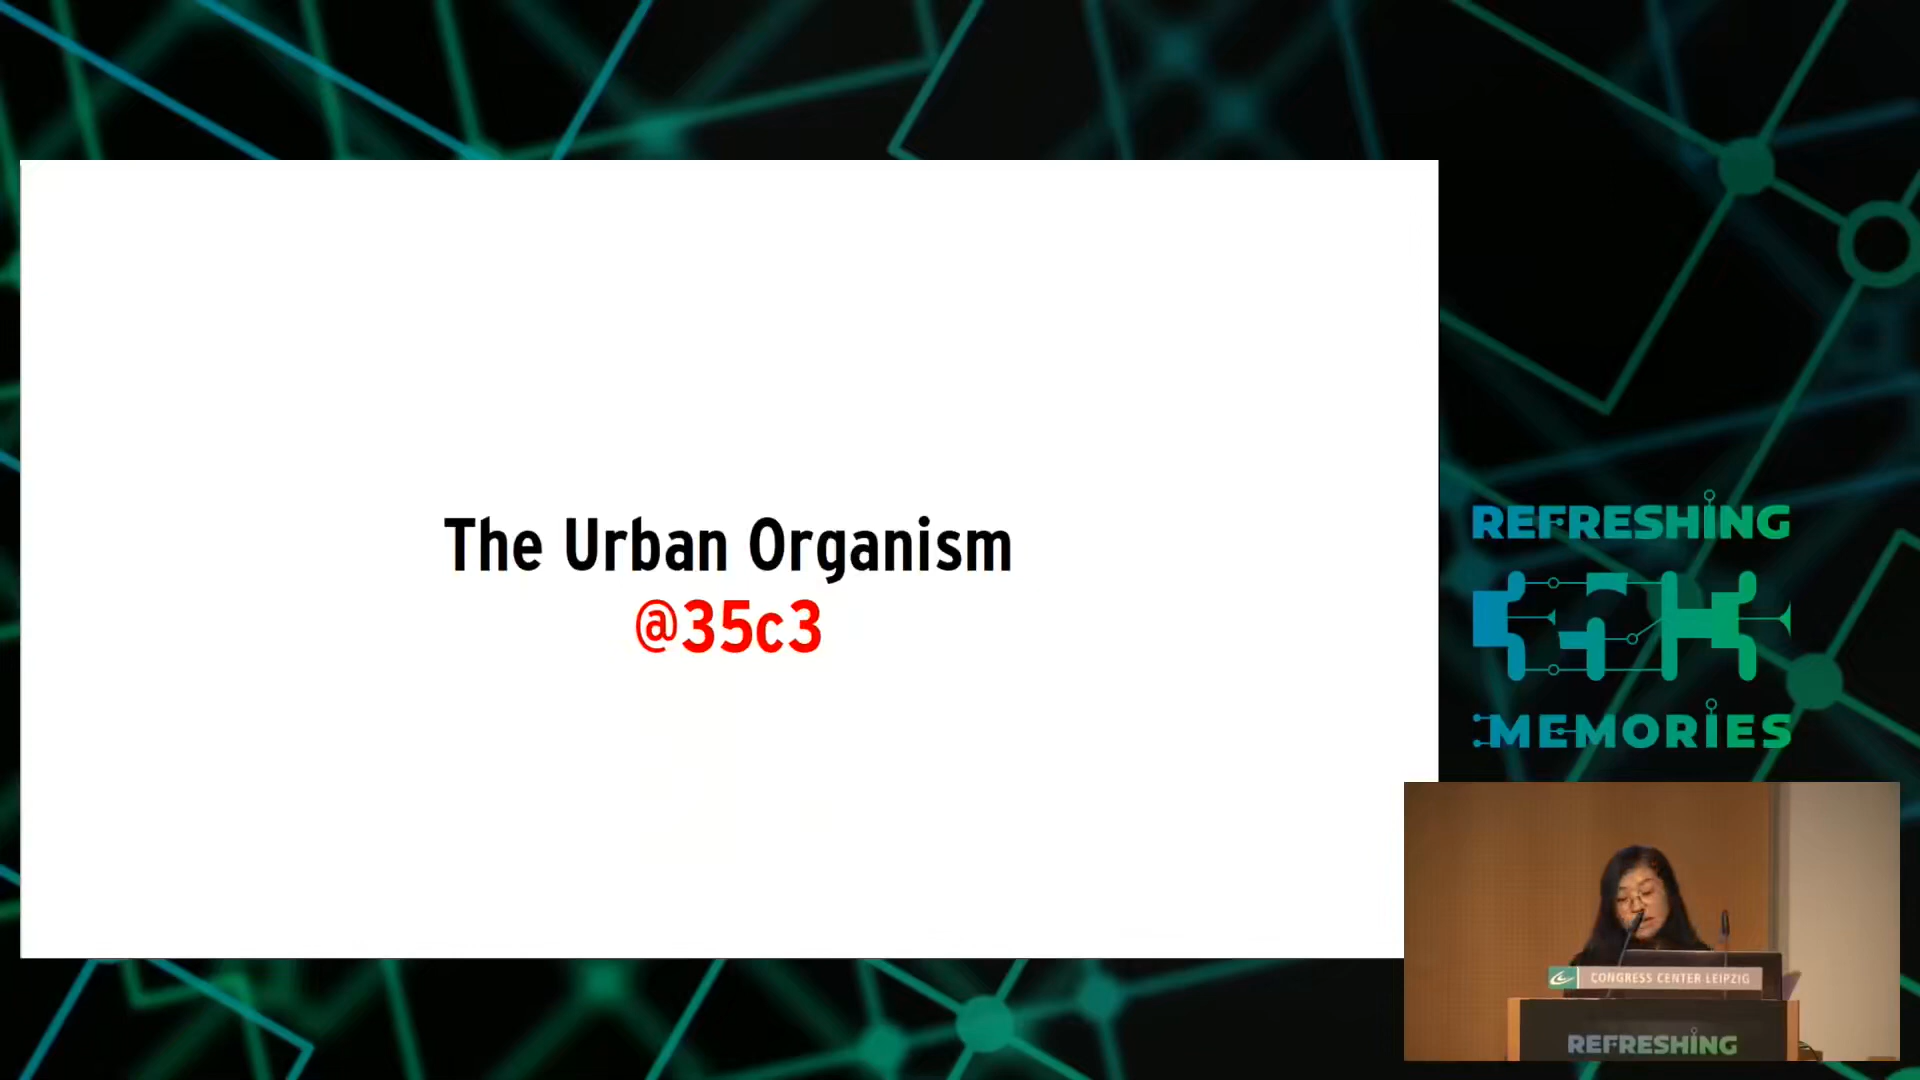 The Urban Organism
@35c3
REFRESHING
MEMORIES
CONGRESS CENTER LEIPZIG
REFRESHING